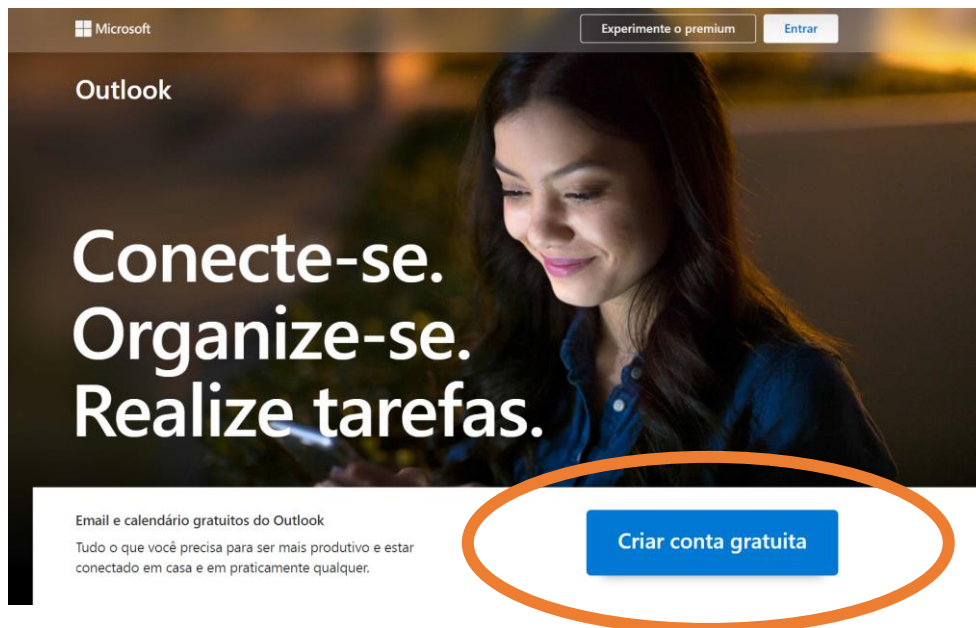 Microsoft
Experimente o premium
Entrar
Outlook
Conecte-se.
Organize-se.
Realize tarefas.
Email e calendário gratuitos do Outlook
Tudo o que você precisa para ser mais produtivo e estar
conectado em casa e em praticamente qualquer.
Criar conta gratuita